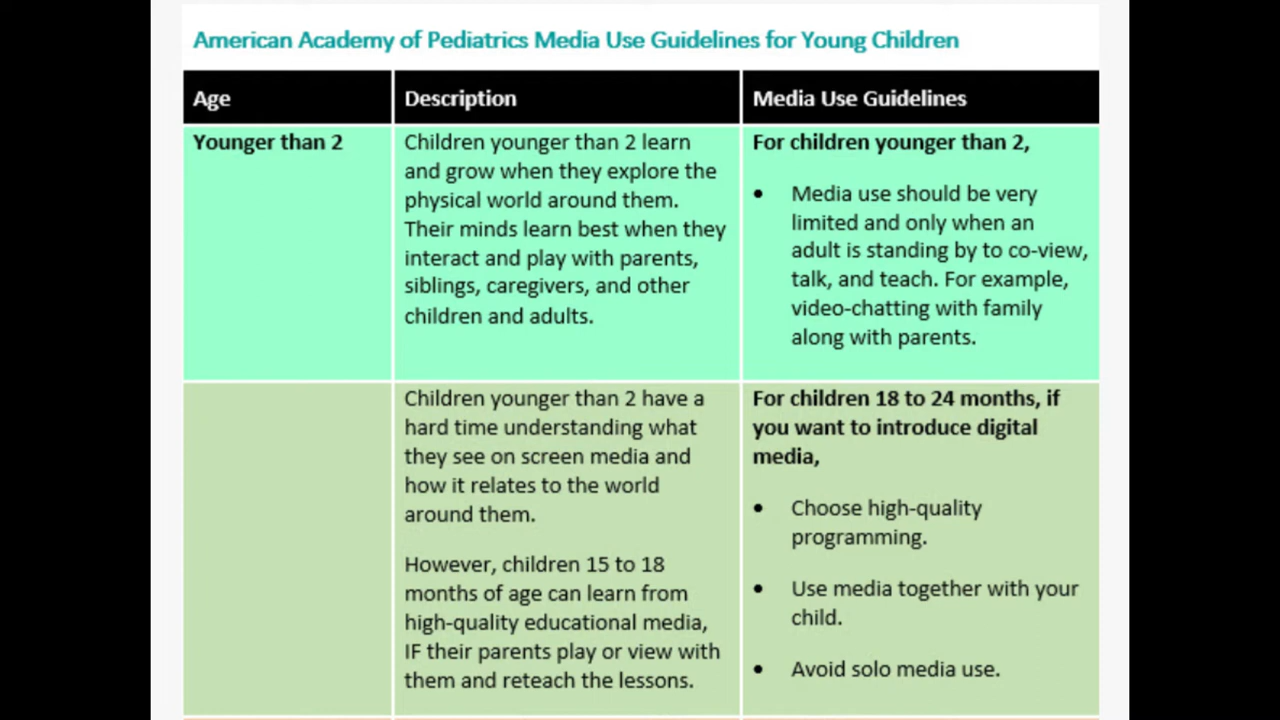 American Academy of Pediatrics Media Use Guidelines for Young Children
Age
Description
Media Use Guidelines
Younger than 2
Children younger than 2 learn
and grow when they explore the
physical world around them.
Their minds learn best when they
interact and play with parents,
siblings, caregivers, and other
children and adults.
For children younger than 2,
• Media use should be very
limited and only when an
adult is standing by to co-view,
talk, and teach. For example,
video-chatting with family
along with parents.
Children younger than 2 have a
hard time understanding what
they see on screen media and
how it relates to the world
around them.
However, children 15 to 18
months of age can learn from
high-quality educational media,
IF their parents play or view with
them and reteach the lessons.
For children 18 to 24 months, if
you want to introduce digital
media,
• Choose high-quality
programming.
• Use media together with your
child.
• Avoid solo media use.